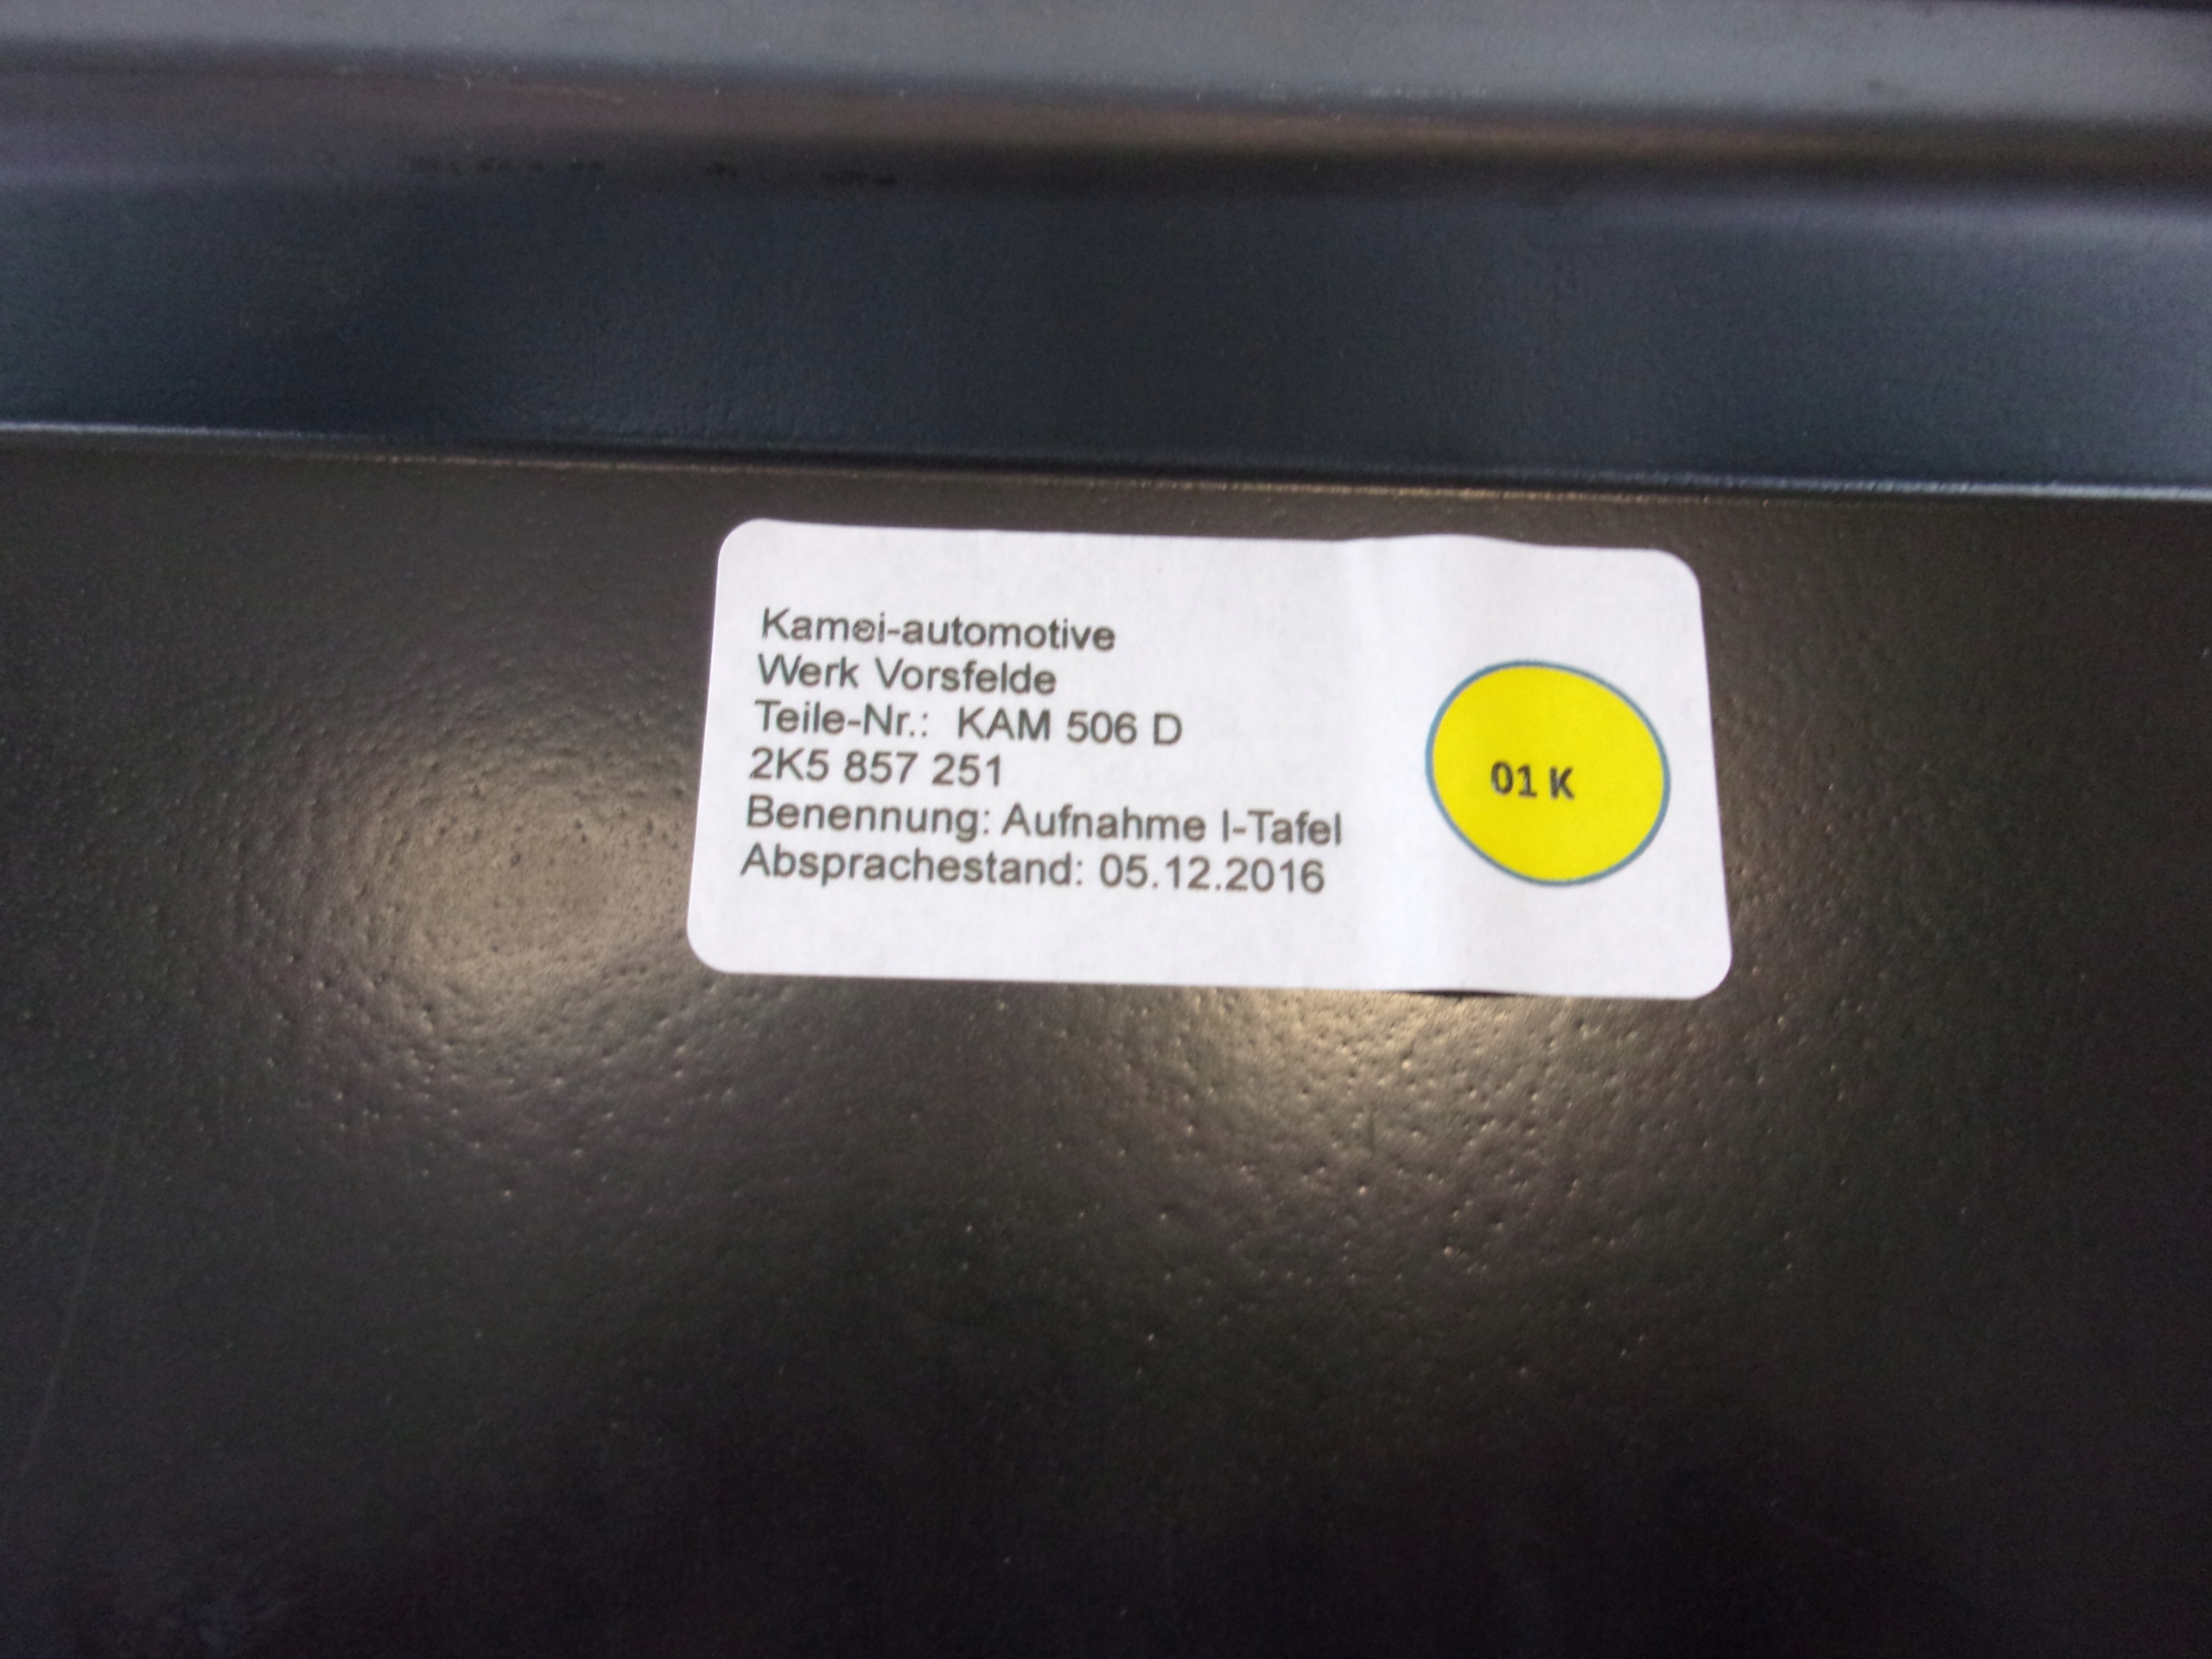 Kamei-automotive
Werk Vorsfelde
Teile-Nr.: KAM 506 D
2K5 857 251
Benennung: Aufnahme I-Tafel
Absprachestand: 05.12.2016
01 K